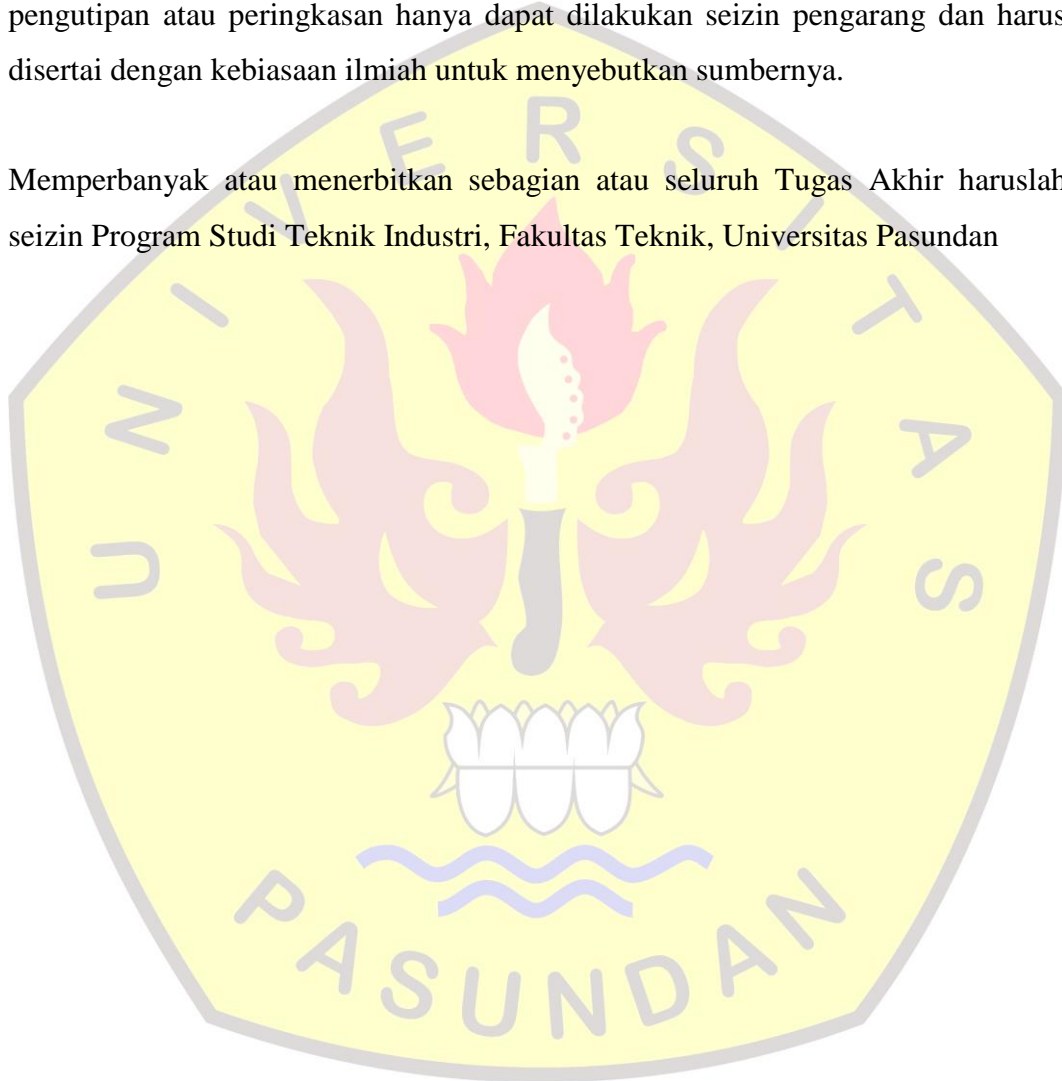 pengutipan atau peringkasan hanya dapat dilakukan seizin pengarang dan harus
disertai dengan kebiasaan ilmiah untuk menyebutkan sumbernya.
Memperbanyak atau menerbitkan sebagian atau seluruh Tugas Akhir haruslah
seizin Program Studi Teknik Industri, Fakultas Teknik, Universitas Pasundan
UNIVERSITAS
PASUNDAN